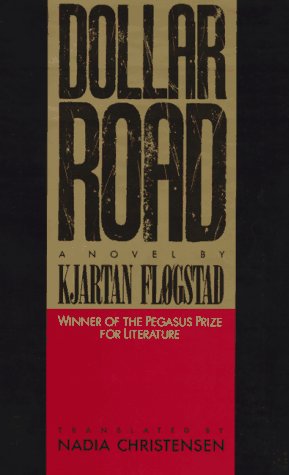 DOLLAR
ROAD
A NOVEL BY
KJARTAN FLØGSTAD
WINNER OF THE PEGASUS PRIZE
FOR LITERATURE
TRANSLATED BY
NADIA CHRISTENSEN